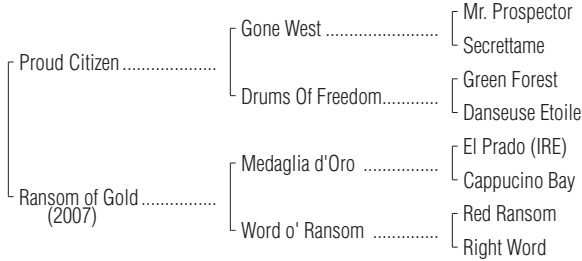 Mr. Prospector
Gone West
Secrettame
Proud Citizen
Green Forest
Drums Of Freedom
Danseuse Etoile
El Prado (IRE)
Medaglia d'Oro
Cappucino Bay
Ransom of Gold
(2007)
Red Ransom
Word o' Ransom
Right Word